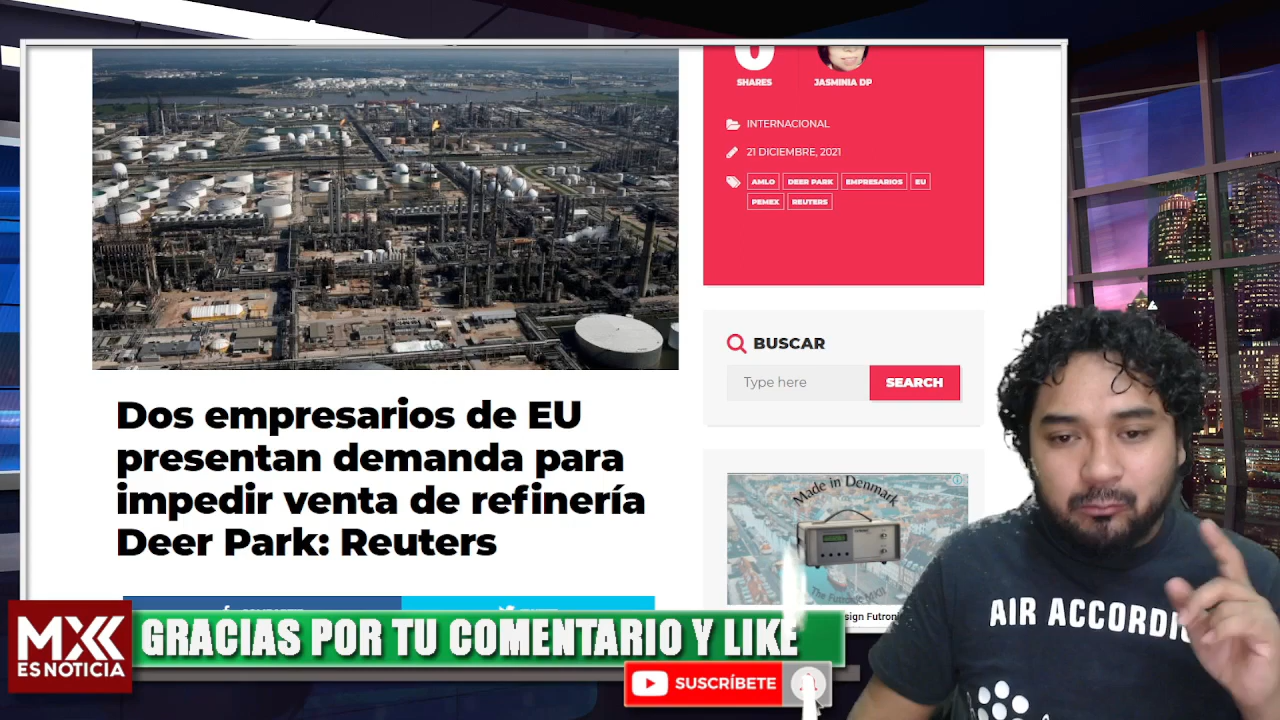 SHARES
JASMINIA DP
INTERNACIONAL
21 DICIEMBRE, 2021
AMLO DEER PARK EMPRESARIOS EU
PEMEX REUTERS
BUSCAR
Type here SEARCH
Made in Denmark
The Futronic
Dos empresarios de EU
presentan demanda para
impedir venta de refinería
Deer Park: Reuters
MX
ES NOTICIA
GRACIAS POR TU COMENTARIO Y LIKE
SUSCRÍBETE
AIR